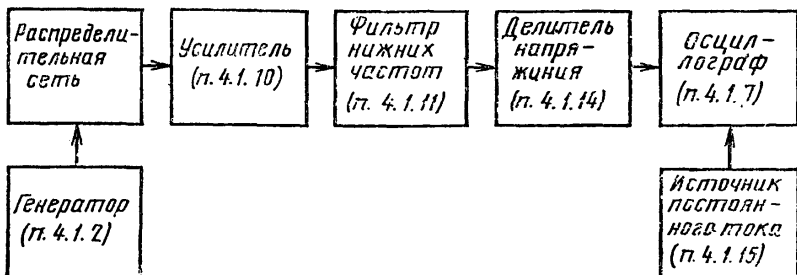 Распредели-
тельная
сеть
Усилитель
(п. 4.1.10)
Фильтр
нижних
частот
(п. 4.1.11)
Делитель
напря-
жиния
(п. 4.1.14)
Осцил-
лограф
(п. 4.1.7)
Генератор
(п. 4.1.2)
Источник
постоян-
ного тока
(п. 4.1.15)